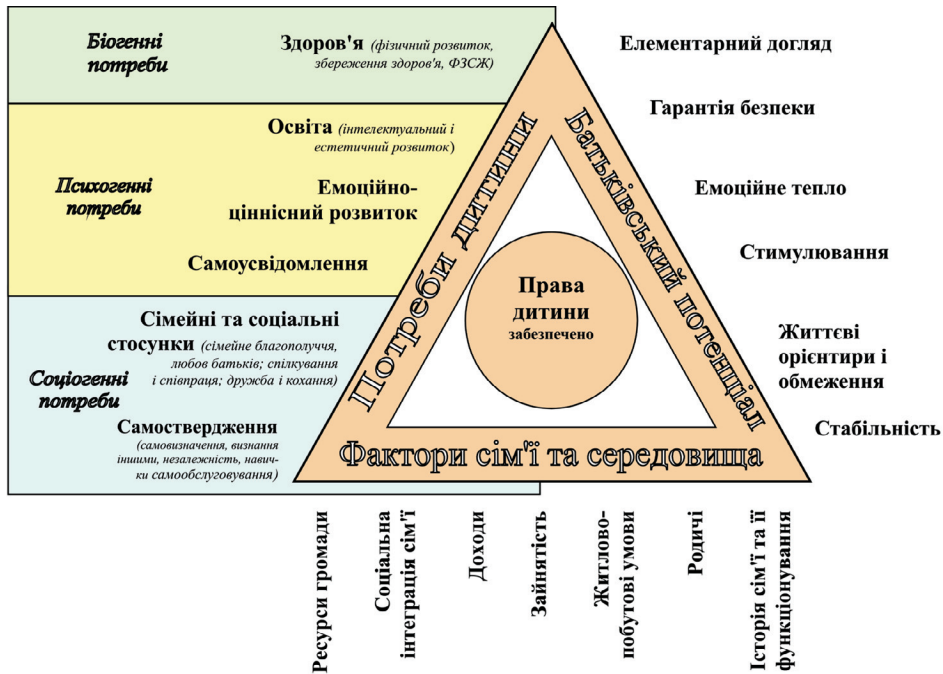 Біогенні
потреби
Здоров'я (фізичний розвиток,
збереження здоров'я, ФЗСЖ)
Психогенні
потреби
Освіта (інтелектуальний і
естетичний розвиток)
Емоційно-
ціннісний розвиток
Самоусвідомлення
Соціогенні
потреби
Сімейні та соціальні
стосунки (сімейне благополуччя,
любов батьків; спілкування
і співпраця; дружба і кохання)
Самоствердження
(самовизначення, визнання
іншими, незалежність, навич-
ки самообслуговування)
Потреби дитини
Батьківський потенціал
Фактори сім'ї та середовища
Права
дитини
забезпечено
Елементарний догляд
Гарантія безпеки
Емоційне тепло
Стимулювання
Життєві
орієнтири і
обмеження
Стабільність
Ресурси громади
Соціальна
інтеграція сім'ї
Доходи
Зайнятість
Житлово-
побутові умови
Родичі
Історія сім'ї та її
функціонування